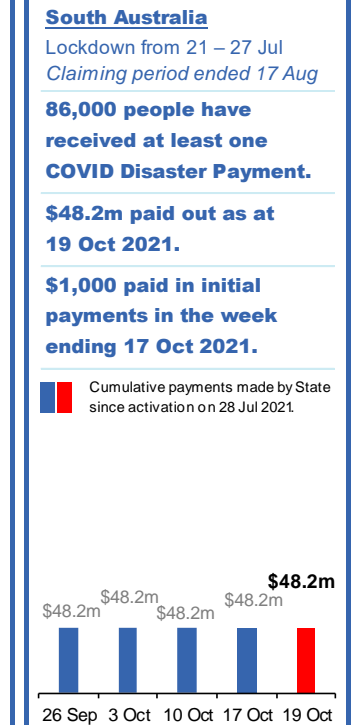 South Australia
Lockdown from 21 – 27 Jul
Claiming period ended 17 Aug
86,000 people have
received at least one
COVID Disaster Payment.
$48.2m paid out as at
19 Oct 2021.
$1,000 paid in initial
payments in the week
ending 17 Oct 2021.
Cumulative payments made by State
since activation on 28 Jul 2021.
$48.2m $48.2m $48.2m $48.2m $48.2m
26 Sep 3 Oct 10 Oct 17 Oct 19 Oct